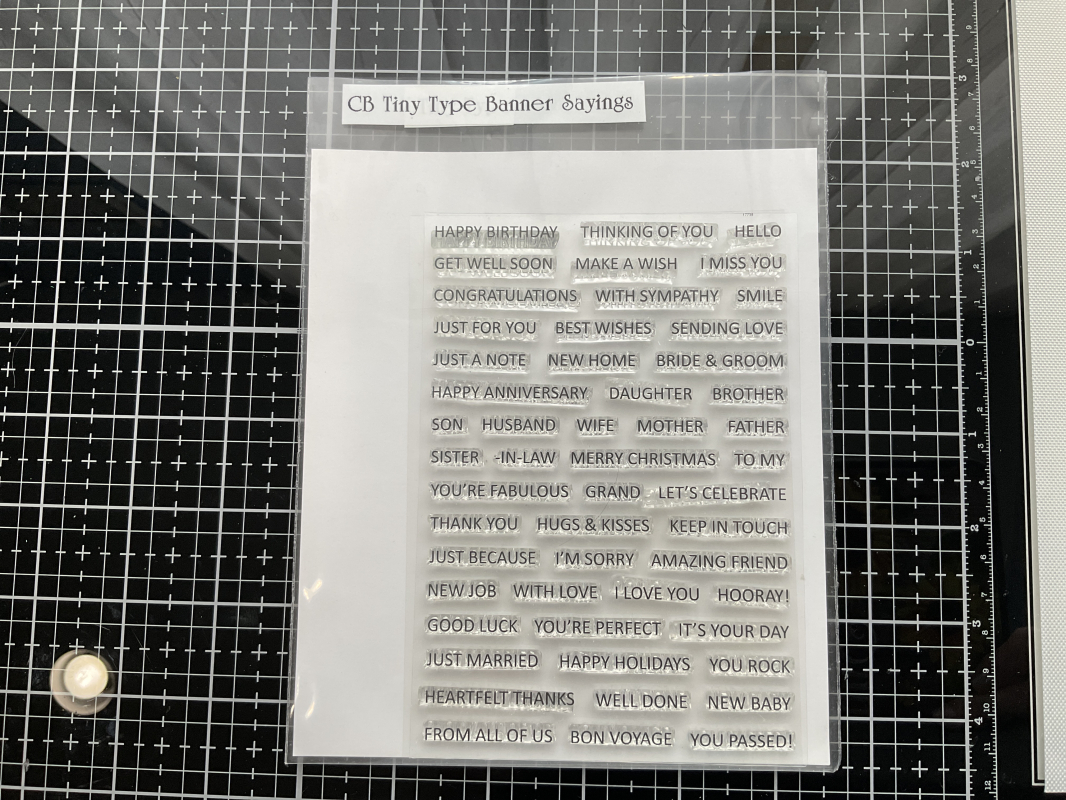 CB Tiny Type Banner Sayings
HAPPY BIRTHDAY THINKING OF YOU HELLO
GET WELL SOON MAKE A WISH I MISS YOU
CONGRATULATIONS WITH SYMPATHY SMILE
JUST FOR YOU BEST WISHES SENDING LOVE
JUST A NOTE NEW HOME BRIDE & GROOM
HAPPY ANNIVERSARY DAUGHTER BROTHER
SON HUSBAND WIFE MOTHER FATHER
SISTER -IN-LAW MERRY CHRISTMAS TO MY
YOU'RE FABULOUS GRAND LET'S CELEBRATE
THANK YOU HUGS & KISSES KEEP IN TOUCH
JUST BECAUSE I'M SORRY AMAZING FRIEND
NEW JOB WITH LOVE I LOVE YOU HOORAY!
GOOD LUCK YOU'RE PERFECT IT'S YOUR DAY
JUST MARRIED HAPPY HOLIDAYS YOU ROCK
HEARTFELT THANKS WELL DONE NEW BABY
FROM ALL OF US BON VOYAGE YOU PASSED!